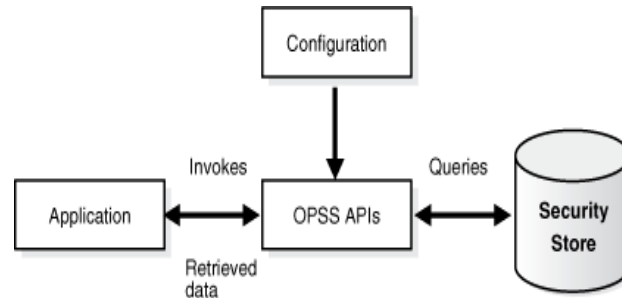 Configuration
Invokes
Queries
Application
OPSS APIs
Security
Store
Retrieved
data